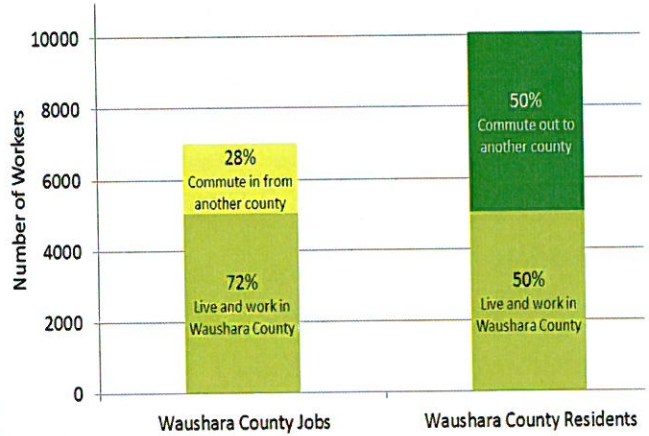 Number of Workers
10000
8000
6000
4000
2000
0
28%
Commute in from
another county
72%
Live and work in
Waushara County
50%
Commute out to
another county
50%
Live and work in
Waushara County
Waushara County Jobs
Waushara County Residents